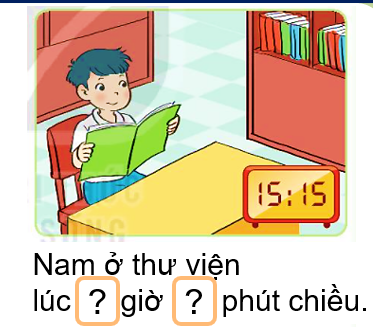 15:15
Nam ở thư viện
lúc ? giờ ? phút chiều.